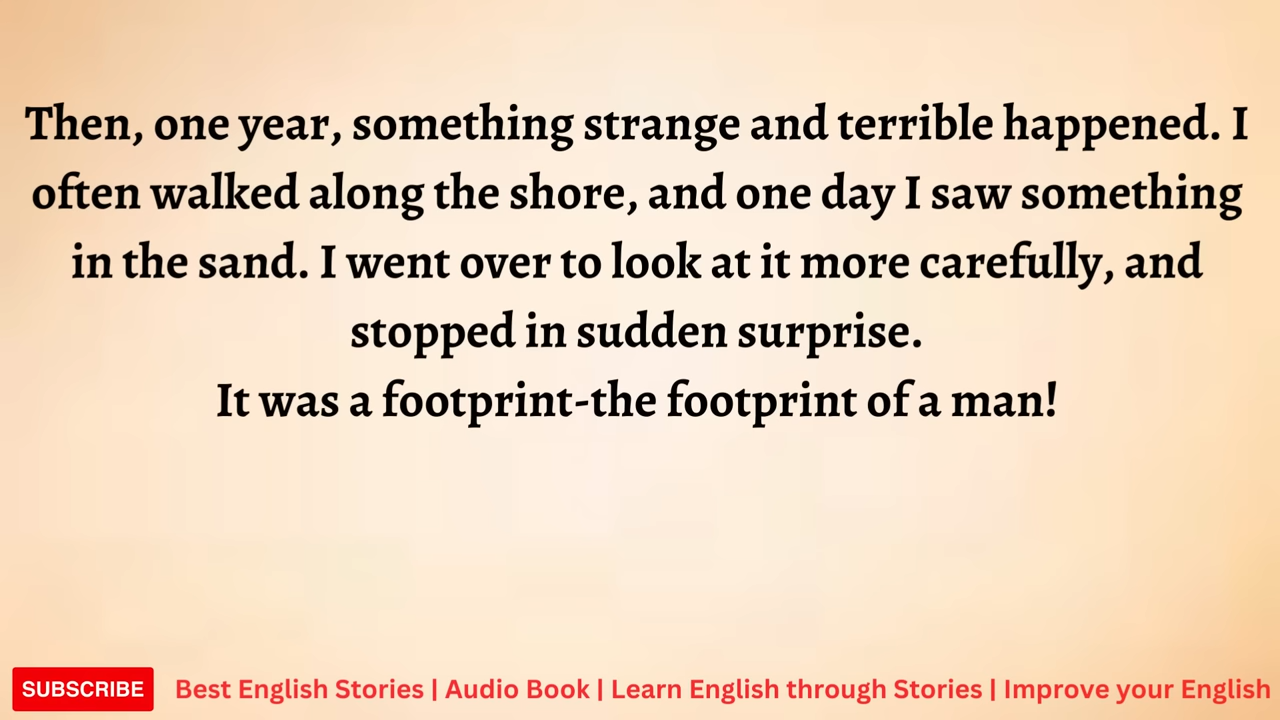 Then, one year, something strange and terrible happened. I
often walked along the shore, and one day I saw something
in the sand. I went over to look at it more carefully, and
stopped in sudden surprise.
It was a footprint-the footprint of a man!
SUBSCRIBE
Best English Stories | Audio Book | Learn English through Stories | Improve your English